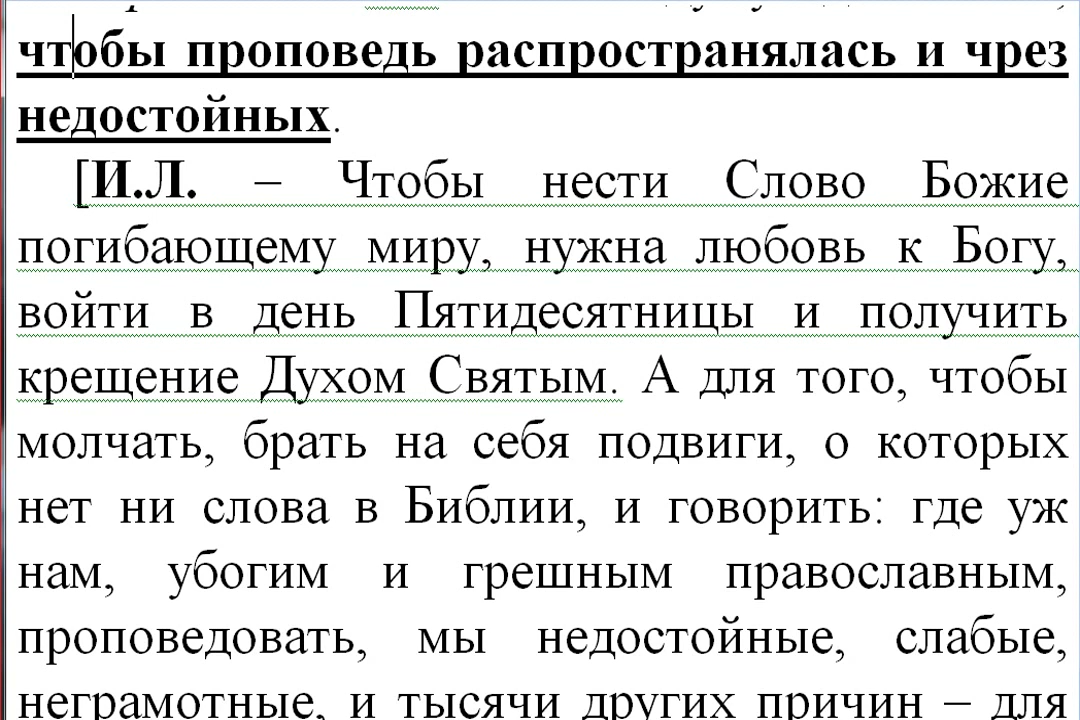 чтобы проповедь распространялась и чрез
недостойных.
[И.Л. – Чтобы нести Слово Божие
погибающему миру, нужна любовь к Богу,
войти в день Пятидесятницы и получить
крещение Духом Святым. А для того, чтобы
молчать, брать на себя подвиги, о которых
нет ни слова в Библии, и говорить: где уж
нам, убогим и грешным православным,
проповедовать, мы недостойные, слабые,
неграмотные, и тысячи других причин – для